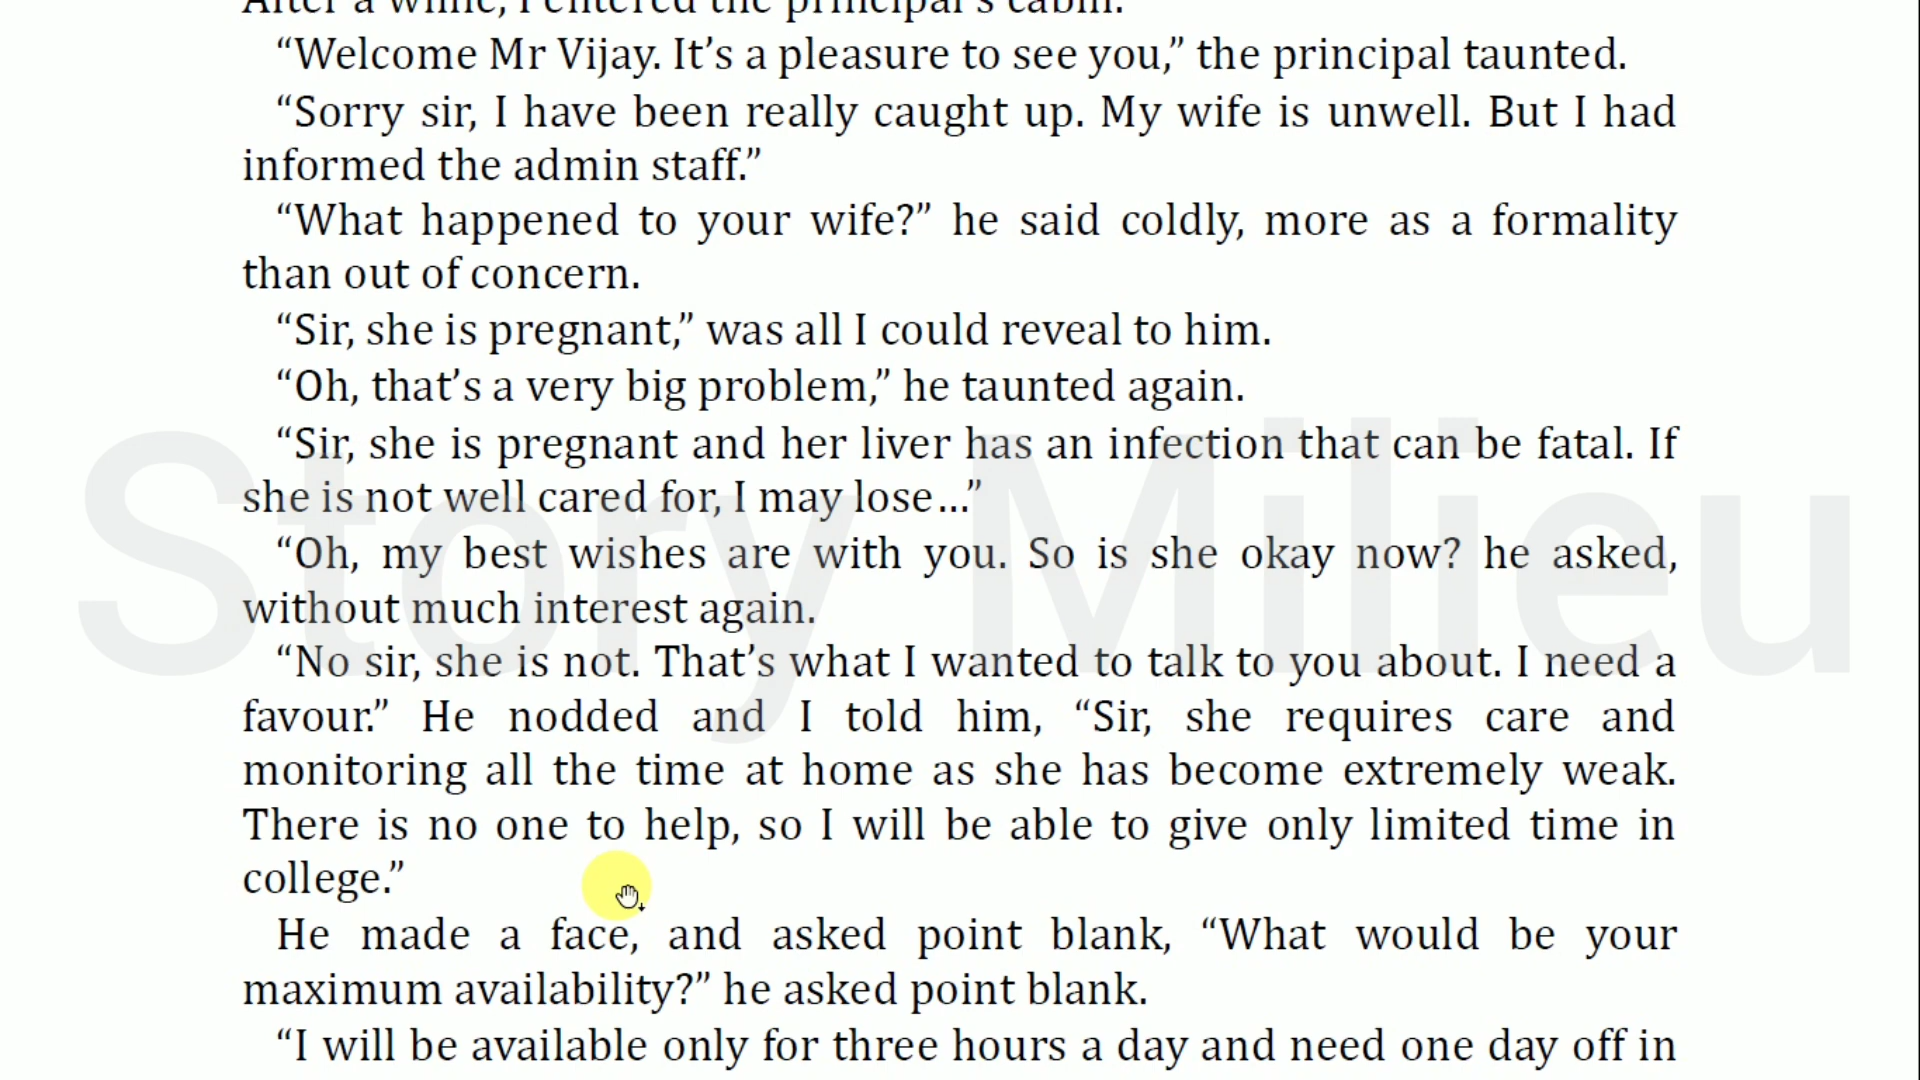 After a while, I entered the principal's cabin.
“Welcome Mr Vijay. It’s a pleasure to see you,” the principal taunted.
“Sorry sir, I have been really caught up. My wife is unwell. But I had
informed the admin staff.”
“What happened to your wife?” he said coldly, more as a formality
than out of concern.
“Sir, she is pregnant,” was all I could reveal to him.
“Oh, that’s a very big problem,” he taunted again.
“Sir, she is pregnant and her liver has an infection that can be fatal. If
she is not well cared for, I may lose...”
“Oh, my best wishes are with you. So is she okay now? he asked,
without much interest again.
“No sir, she is not. That’s what I wanted to talk to you about. I need a
favour.” He nodded and I told him, “Sir, she requires care and
monitoring all the time at home as she has become extremely weak.
There is no one to help, so I will be able to give only limited time in
college.”
He made a face, and asked point blank, “What would be your
maximum availability?” he asked point blank.
“I will be available only for three hours a day and need one day off in
Story Milieu